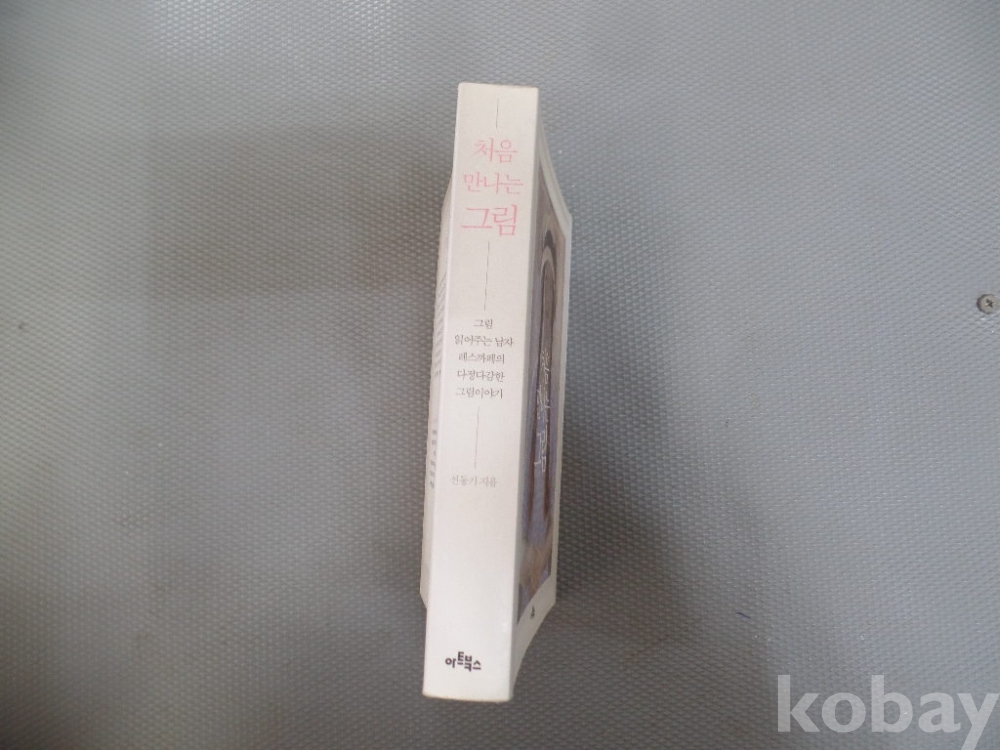 처음
만나는
그림
그림
읽어주는 남자
레스까페의
다정다감한
그림이야기
선동기 지음
아트북스
kobay